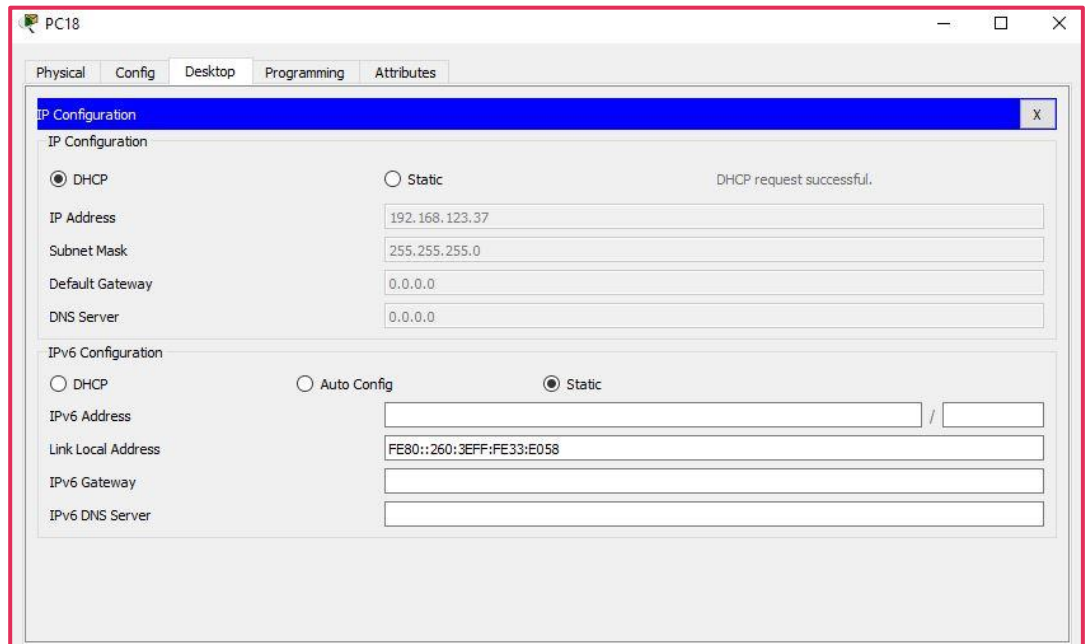 PC18
Physical Config Desktop Programming Attributes
IP Configuration X
IP Configuration
DHCP Static DHCP request successful.
IP Address 192.168.123.37
Subnet Mask 255.255.255.0
Default Gateway 0.0.0.0
DNS Server 0.0.0.0
IPv6 Configuration
DHCP Auto Config Static
IPv6 Address /
Link Local Address FE80::260:3EFF:FE33:E058
IPv6 Gateway
IPv6 DNS Server